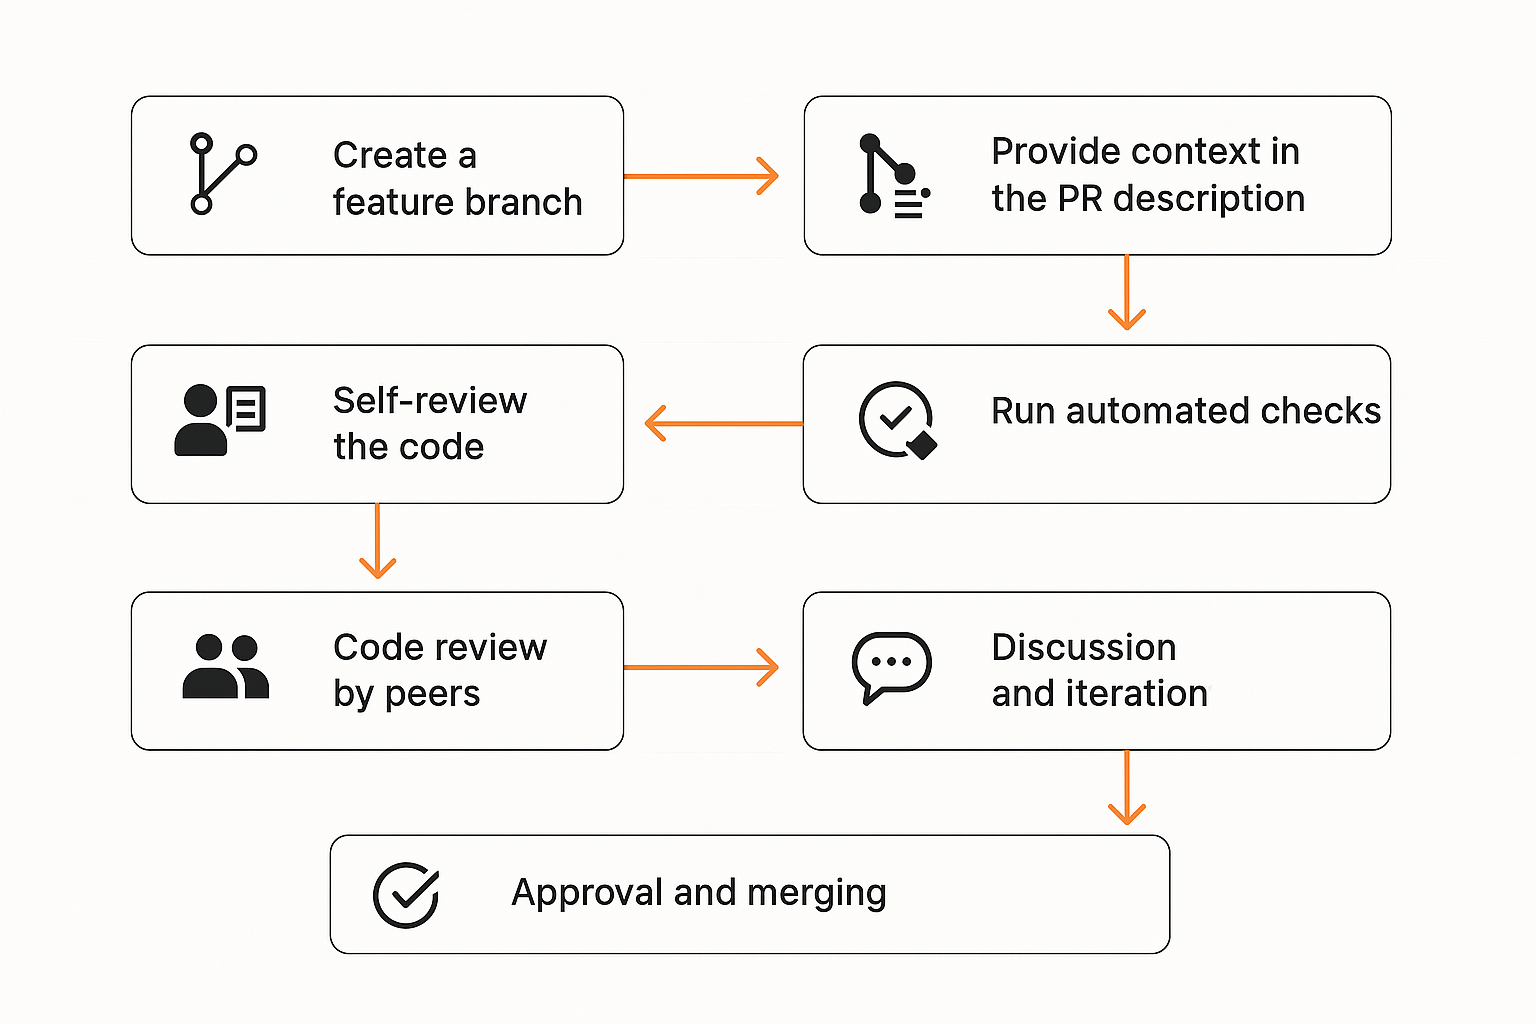 Create a
feature branch
Provide context in
the PR description
Run automated checks
Self-review
the code
Code review
by peers
Discussion
and iteration
Approval and merging